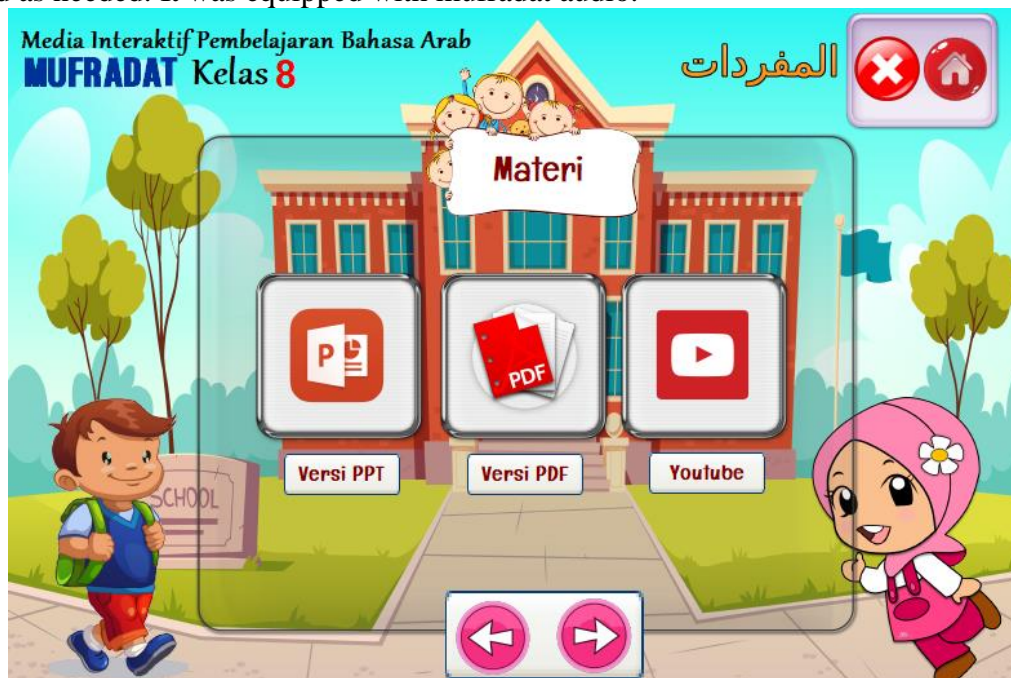 d as needed. It was equipped with mufradat audio.
Media Interaktif Pembelajaran Bahasa Arab
MUFRADAT Kelas 8
المفردات
Materi
P
PDF
Versi PPT
Versi PDF
Youtube
SCHOOL